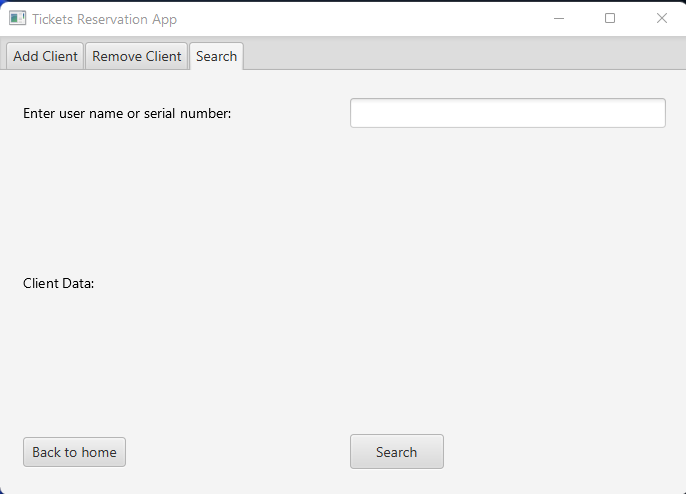 Tickets Reservation App
Add Client Remove Client Search
Enter user name or serial number:
Client Data:
Back to home Search